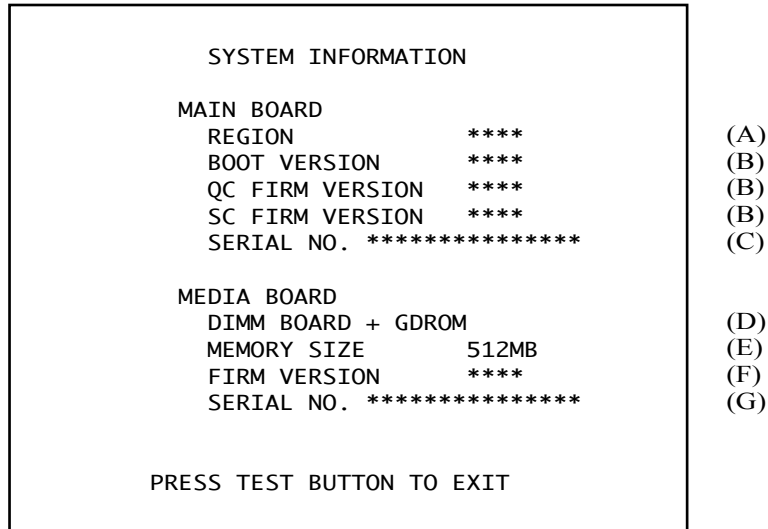 SYSTEM INFORMATION
MAIN BOARD
REGION **** (A)
BOOT VERSION **** (B)
QC FIRM VERSION **** (B)
SC FIRM VERSION **** (B)
SERIAL NO. *************** (C)
MEDIA BOARD
DIMM BOARD + GDROM (D)
MEMORY SIZE 512MB (E)
FIRM VERSION **** (F)
SERIAL NO. *************** (G)
PRESS TEST BUTTON TO EXIT